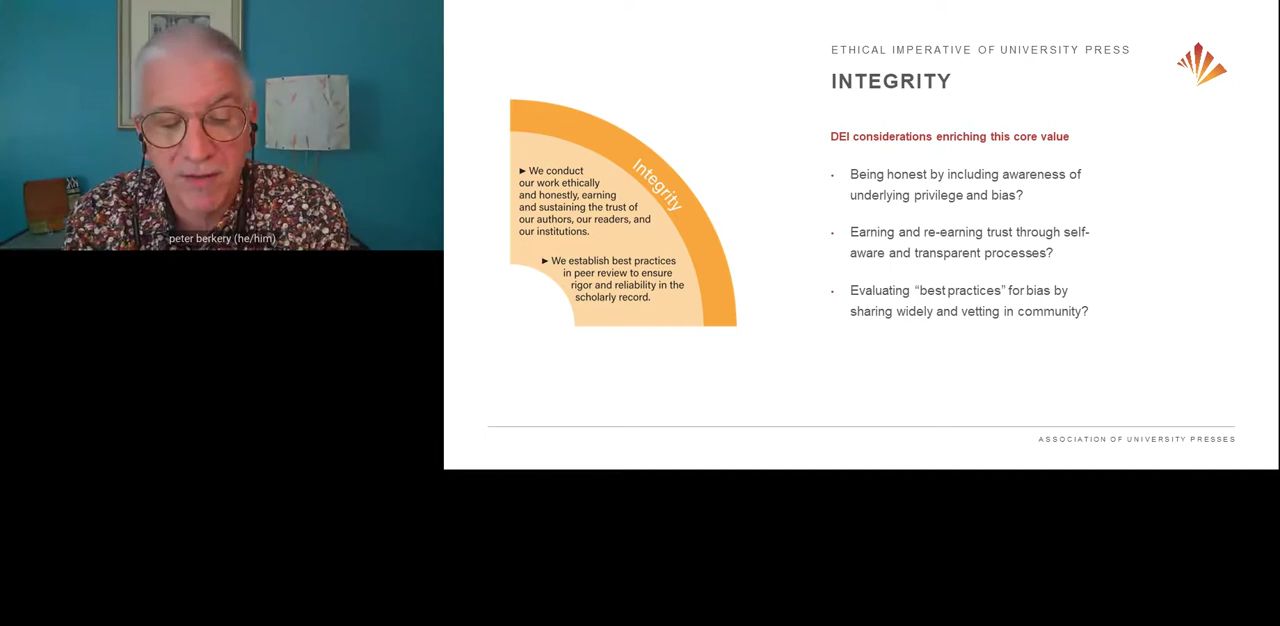 peter berkery (he/him)
ETHICAL IMPERATIVE OF UNIVERSITY PRESS
INTEGRITY
Integrity
► We conduct
our work ethically
and honestly, earning
and sustaining the trust of
our authors, our readers, and
our institutions.
► We establish best practices
in peer review to ensure
rigor and reliability in the
scholarly record.
DEI considerations enriching this core value
• Being honest by including awareness of
underlying privilege and bias?
• Earning and re-earning trust through self-
aware and transparent processes?
• Evaluating “best practices” for bias by
sharing widely and vetting in community?
ASSOCIATION OF UNIVERSITY PRESSES